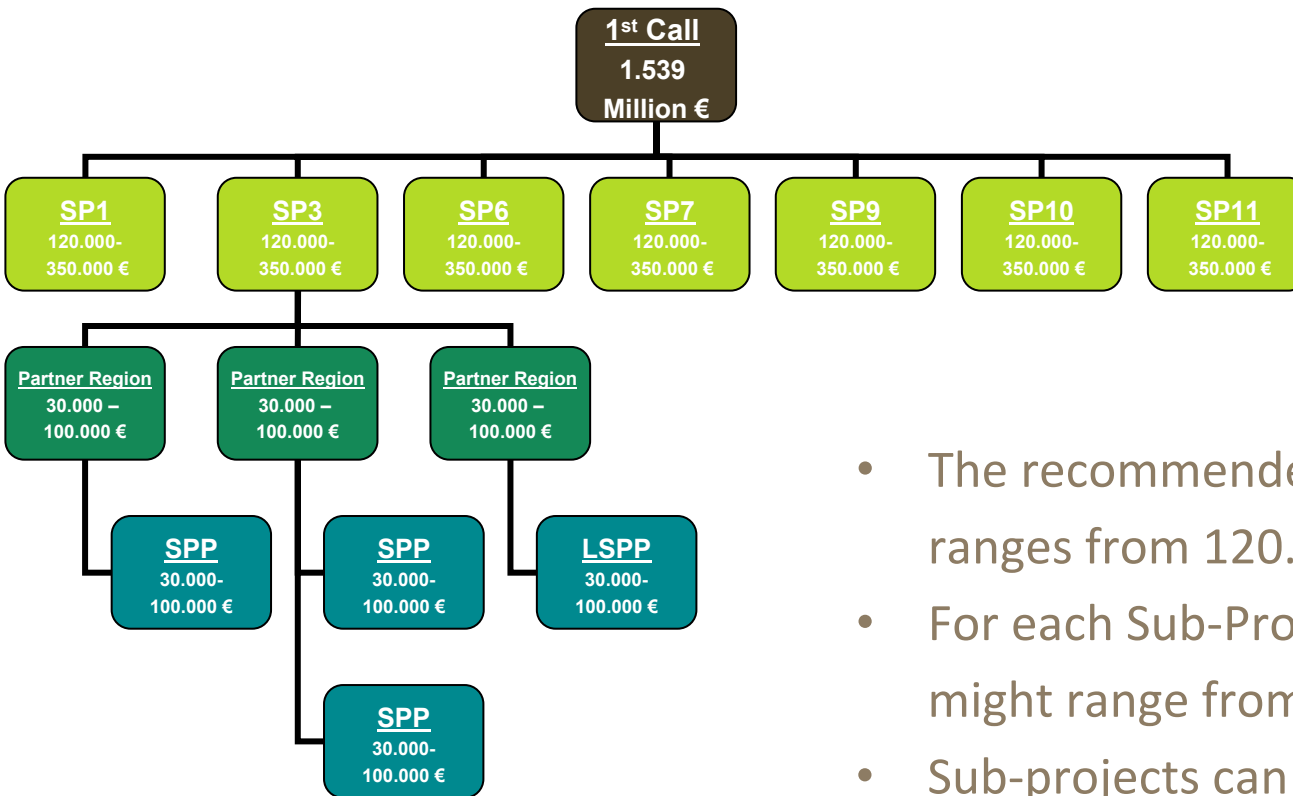 1st Call
1.539
Million €
SP1
120.000-
350.000 €
SP3
120.000-
350.000 €
SP6
120.000-
350.000 €
SP7
120.000-
350.000 €
SP9
120.000-
350.000 €
SP10
120.000-
350.000 €
SP11
120.000-
350.000 €
Partner Region
30.000 –
100.000 €
Partner Region
30.000 –
100.000 €
Partner Region
30.000 –
100.000 €
SPP
30.000-
100.000 €
SPP
30.000-
100.000 €
LSPP
30.000-
100.000 €
SPP
30.000-
100.000 €
• The
ranges from 120.
• For each
might range
• Sub-projects can